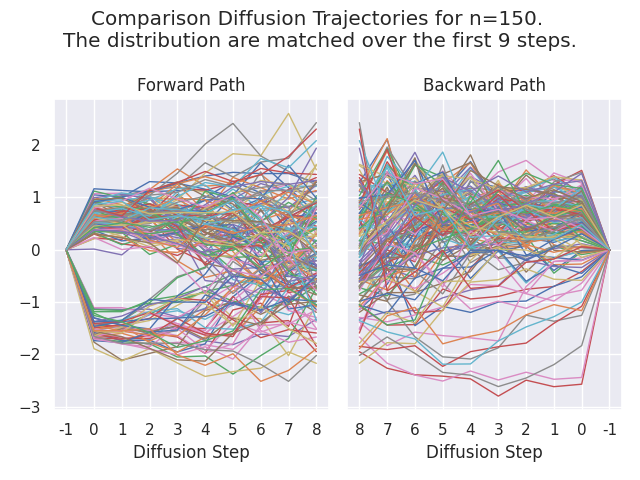 Comparison Diffusion Trajectories for n=150.
The distribution are matched over the first 9 steps.
Forward Path
Backward Path
2
1
0
−1
−2
−3
-1 0 1 2 3 4 5 6 7 8
8 7 6 5 4 3 2 1 0 -1
Diffusion Step
Diffusion Step